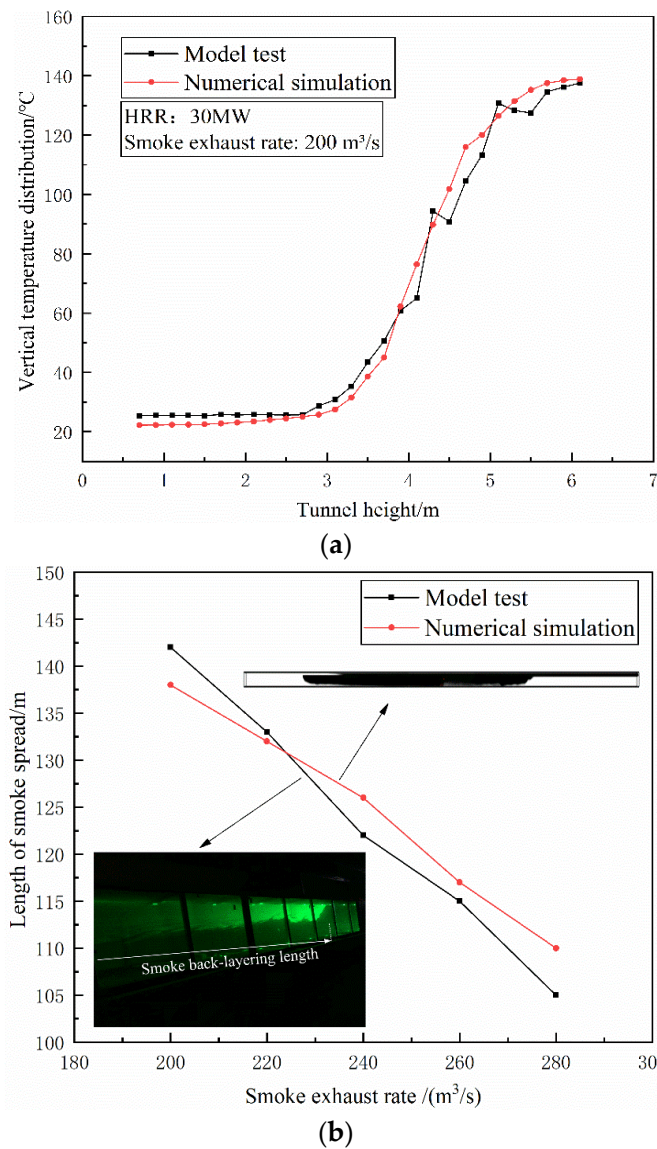 160
140
120
100
80
60
40
20
Vertical temperature distribution/°C
Model test
Numerical simulation
HRR：30MW
Smoke exhaust rate: 200 m³/s
0 1 2 3 4 5 6 7
Tunnel height/m
(a)
150
145
140
135
130
125
120
115
110
105
100
Length of smoke spread/m
Model test
Numerical simulation
Smoke back-layering length
180 200 220 240 260 280 30
Smoke exhaust rate /(m³/s)
(b)